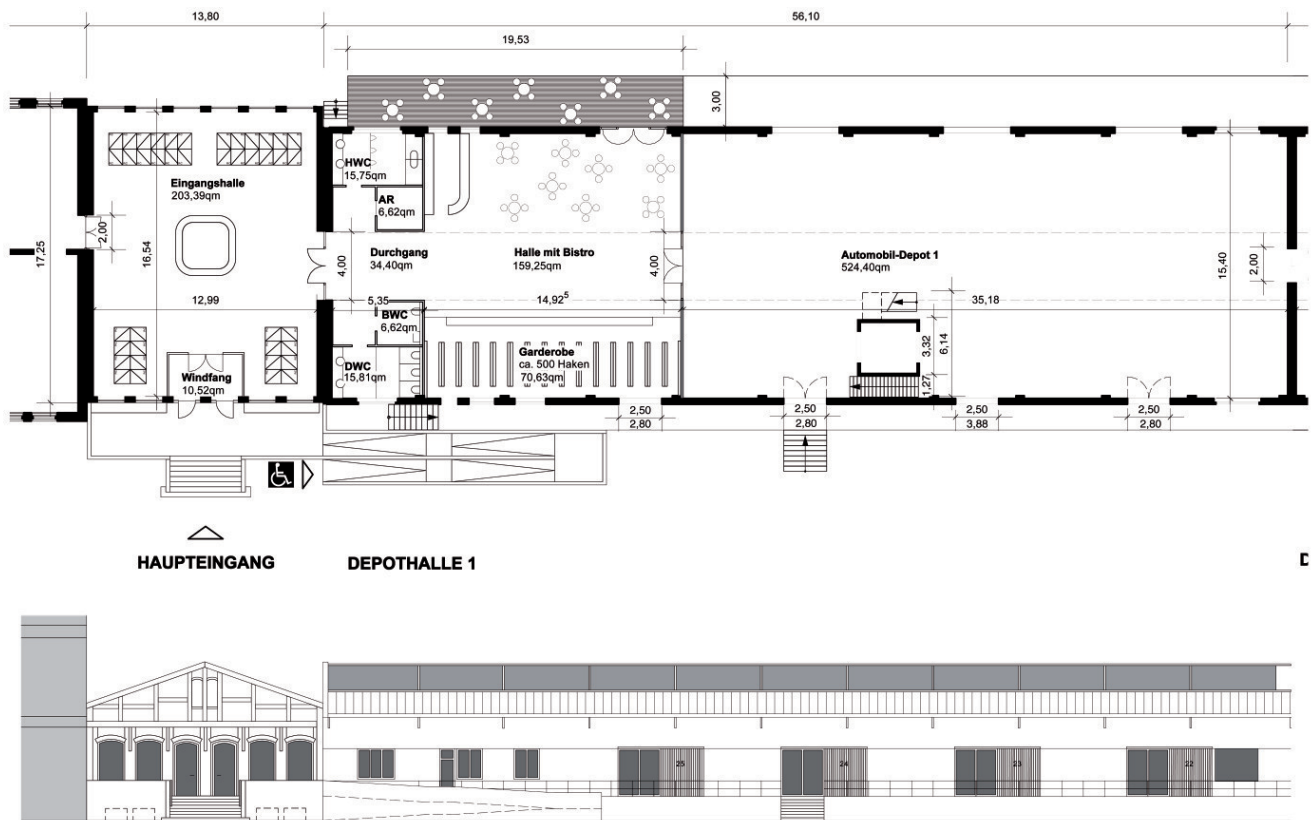 13,80
56,10
19,53
3,00
Eingangshalle
203,39qm
HWC
15,75qm
AR
6,62qm
2,00
17,25
16,54
4,00
Durchgang
34,40qm
Halle mit Bistro
159,25qm
4,00
Automobil-Depot 1
524,40qm
15,40
2,00
12,99
5,35
14,92⁵
35,18
BWC
6,62qm
DWC
15,81qm
Garderobe
ca. 500 Haken
70,63qm
3,32
6,14
1,27
Windfang
10,52qm
2,50
2,80
2,50
2,80
2,50
3,88
2,50
2,80
HAUPTEINGANG
DEPOTHALLE 1
D
25
24
23
22